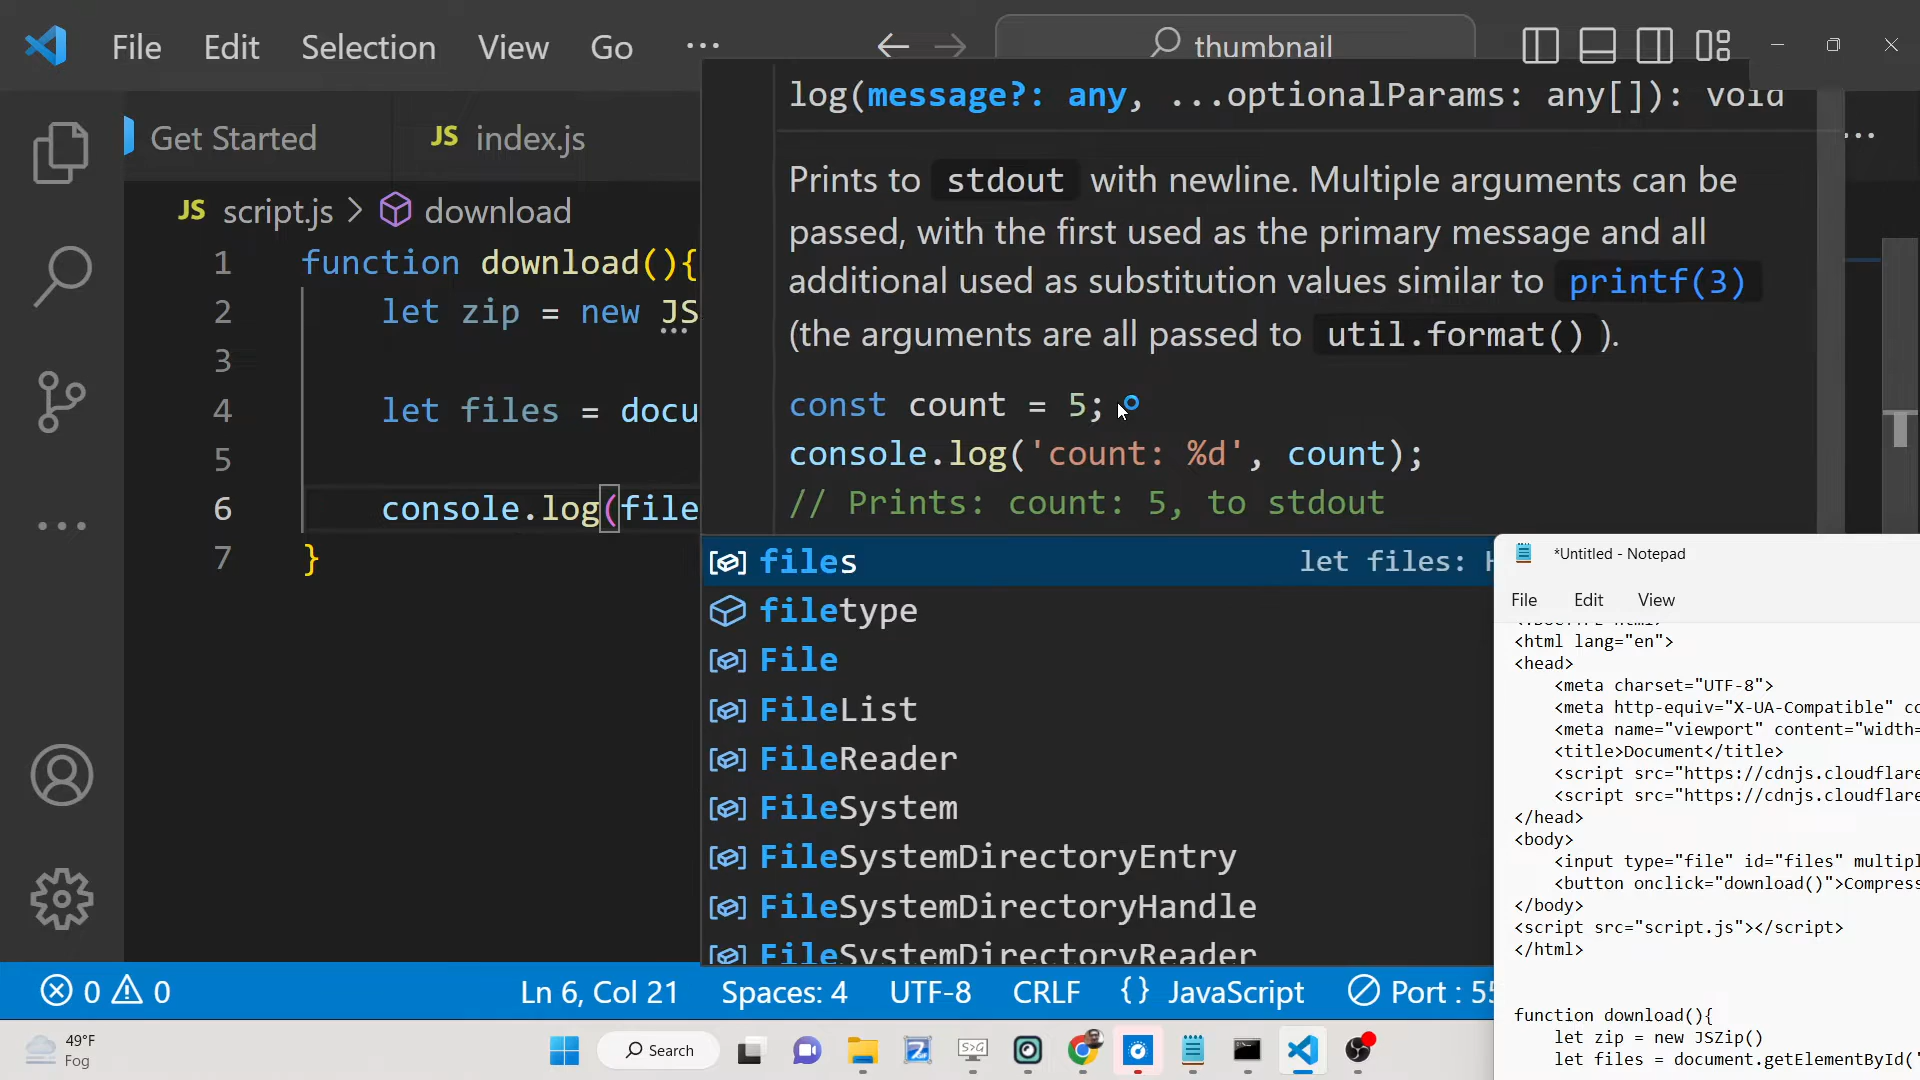 File Edit Selection View Go ...
thumbnail
Get Started
JS index.js
JS script.js > download
1 function download(){
2 let zip = new JS
3
4 let files = docu
5
6 console.log(file
7 }
log(message?: any, ...optionalParams: any[]): void
Prints to stdout with newline. Multiple arguments can be
passed, with the first used as the primary message and all
additional used as substitution values similar to printf(3)
(the arguments are all passed to util.format() ).
const count = 5;
console.log('count: %d', count);
// Prints: count: 5, to stdout
files let files: H
filetype
File
FileList
FileReader
FileSystem
FileSystemDirectoryEntry
FileSystemDirectoryHandle
FileSystemDirectoryReader
*Untitled - Notepad
File Edit View
<!DOCTYPE html>
<html lang="en">
<head>
<meta charset="UTF-8">
<meta http-equiv="X-UA-Compatible" co
<meta name="viewport" content="width=
<title>Document</title>
<script src="https://cdnjs.cloudflare
<script src="https://cdnjs.cloudflare
</head>
<body>
<input type="file" id="files" multipl
<button onclick="download()">Compress
</body>
<script src="script.js"></script>
</html>
function download(){
let zip = new JSZip()
let files = document.getElementById('
0 0 Ln 6, Col 21 Spaces: 4 UTF-8 CRLF {} JavaScript Port : 55
49°F
Fog
Search
S>G